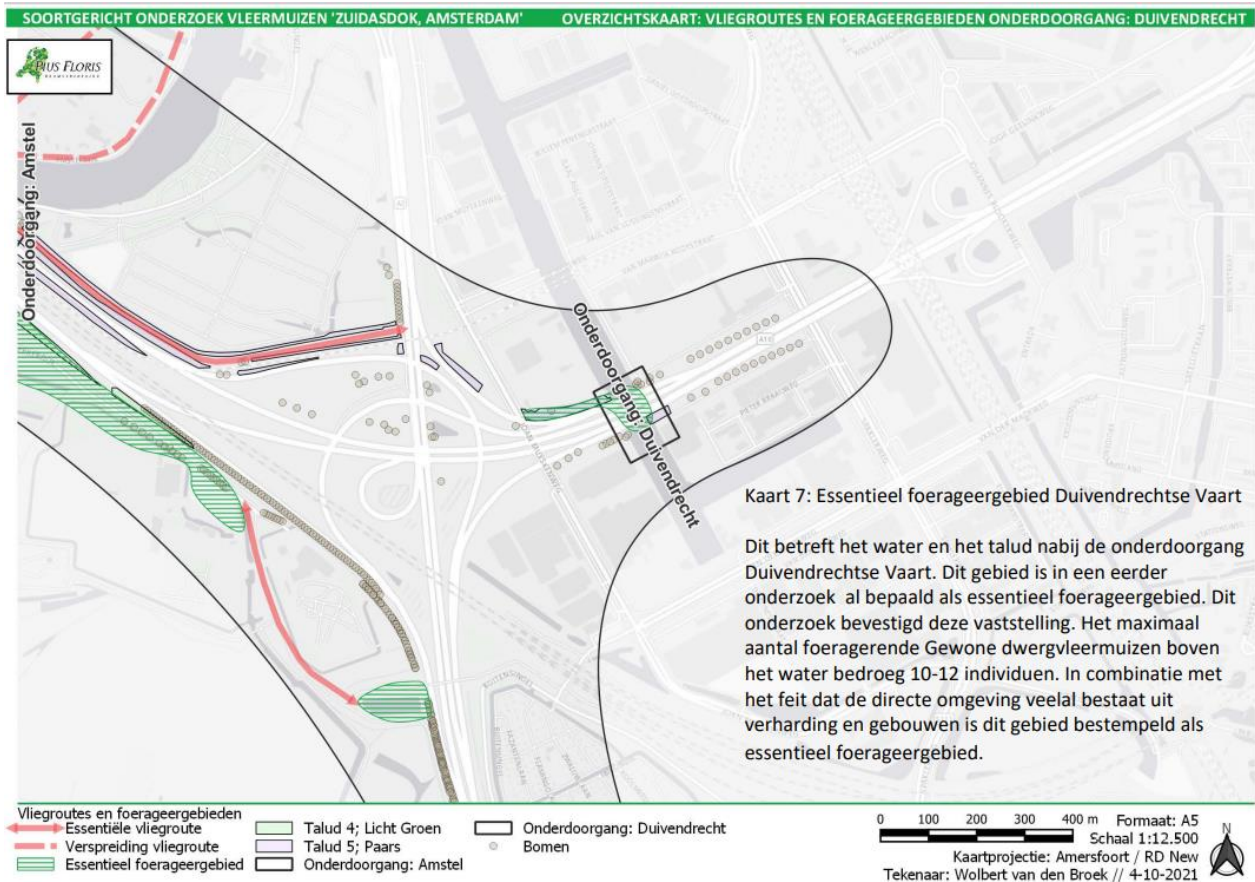 SOORTGERICHT ONDERZOEK VLEERMUIZEN 'ZUIDASDOK, AMSTERDAM'
OVERZICHTSKAART: VLIEGROUTES EN FOERAGEERGEBIEDEN ONDERDOORGANG: DUIVENDRECHT
PIUS FLORIS
BOOMVERZORGING
Onderdoorgang: Amstel
Onderdoorgang: Duivendrecht
A2
A10
JOAN MUYSKENWEG
Kaart 7: Essentieel foerageergebied Duivendrechtse Vaart
Dit betreft het water en het talud nabij de onderdoorgang
Duivendrechtse Vaart. Dit gebied is in een eerder
onderzoek al bepaald als essentieel foerageergebied. Dit
onderzoek bevestigd deze vaststelling. Het maximaal
aantal foeragerende Gewone dwergvleermuizen boven
het water bedroeg 10-12 individuen. In combinatie met
het feit dat de directe omgeving veelal bestaat uit
verharding en gebouwen is dit gebied bestempeld als
essentieel foerageergebied.
Vliegroutes en foerageergebieden
Essentiële vliegroute
Verspreiding vliegroute
Essentieel foerageergebied
Talud 4; Licht Groen
Talud 5; Paars
Onderdoorgang: Amstel
Onderdoorgang: Duivendrecht
Bomen
0 100 200 300 400 m
Formaat: A5
Schaal 1:12.500
Kaartprojectie: Amersfoort / RD New
Tekenaar: Wolbert van den Broek // 4-10-2021
N